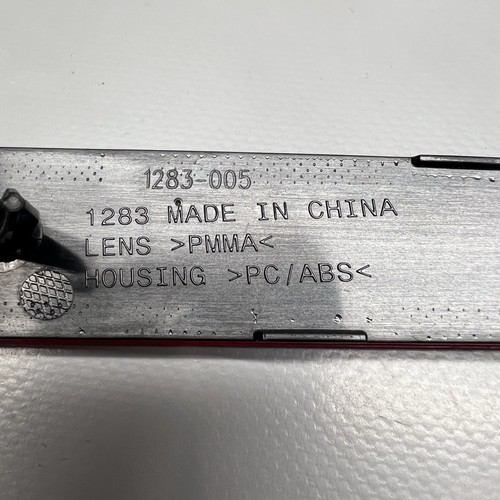 1283-005
1283 MADE IN CHINA
LENS >PMMA<
HOUSING >PC/ABS<